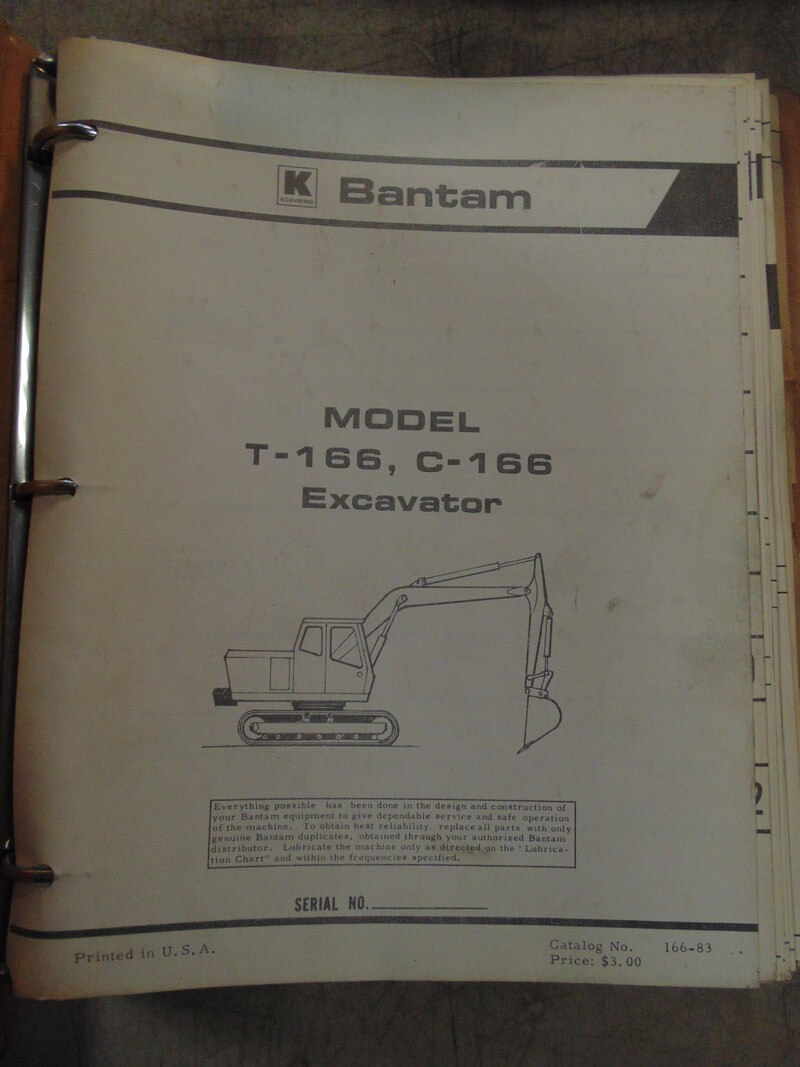 K
KOEHRING
Bantam
MODEL
T-166, C-166
Excavator
Everything possible has been done in the design and construction of
your Bantam equipment to give dependable service and safe operation
of the machine. To obtain best reliability replace all parts with only
genuine Bantam duplicates, obtained through your authorized Bantam
distributor. Lubricate the machine only as directed on the 'Lubrica-
tion Chart" and within the frequencies specified.
SERIAL NO.
Printed in U.S.A.
Catalog No. 166-83
Price: $3.00
2